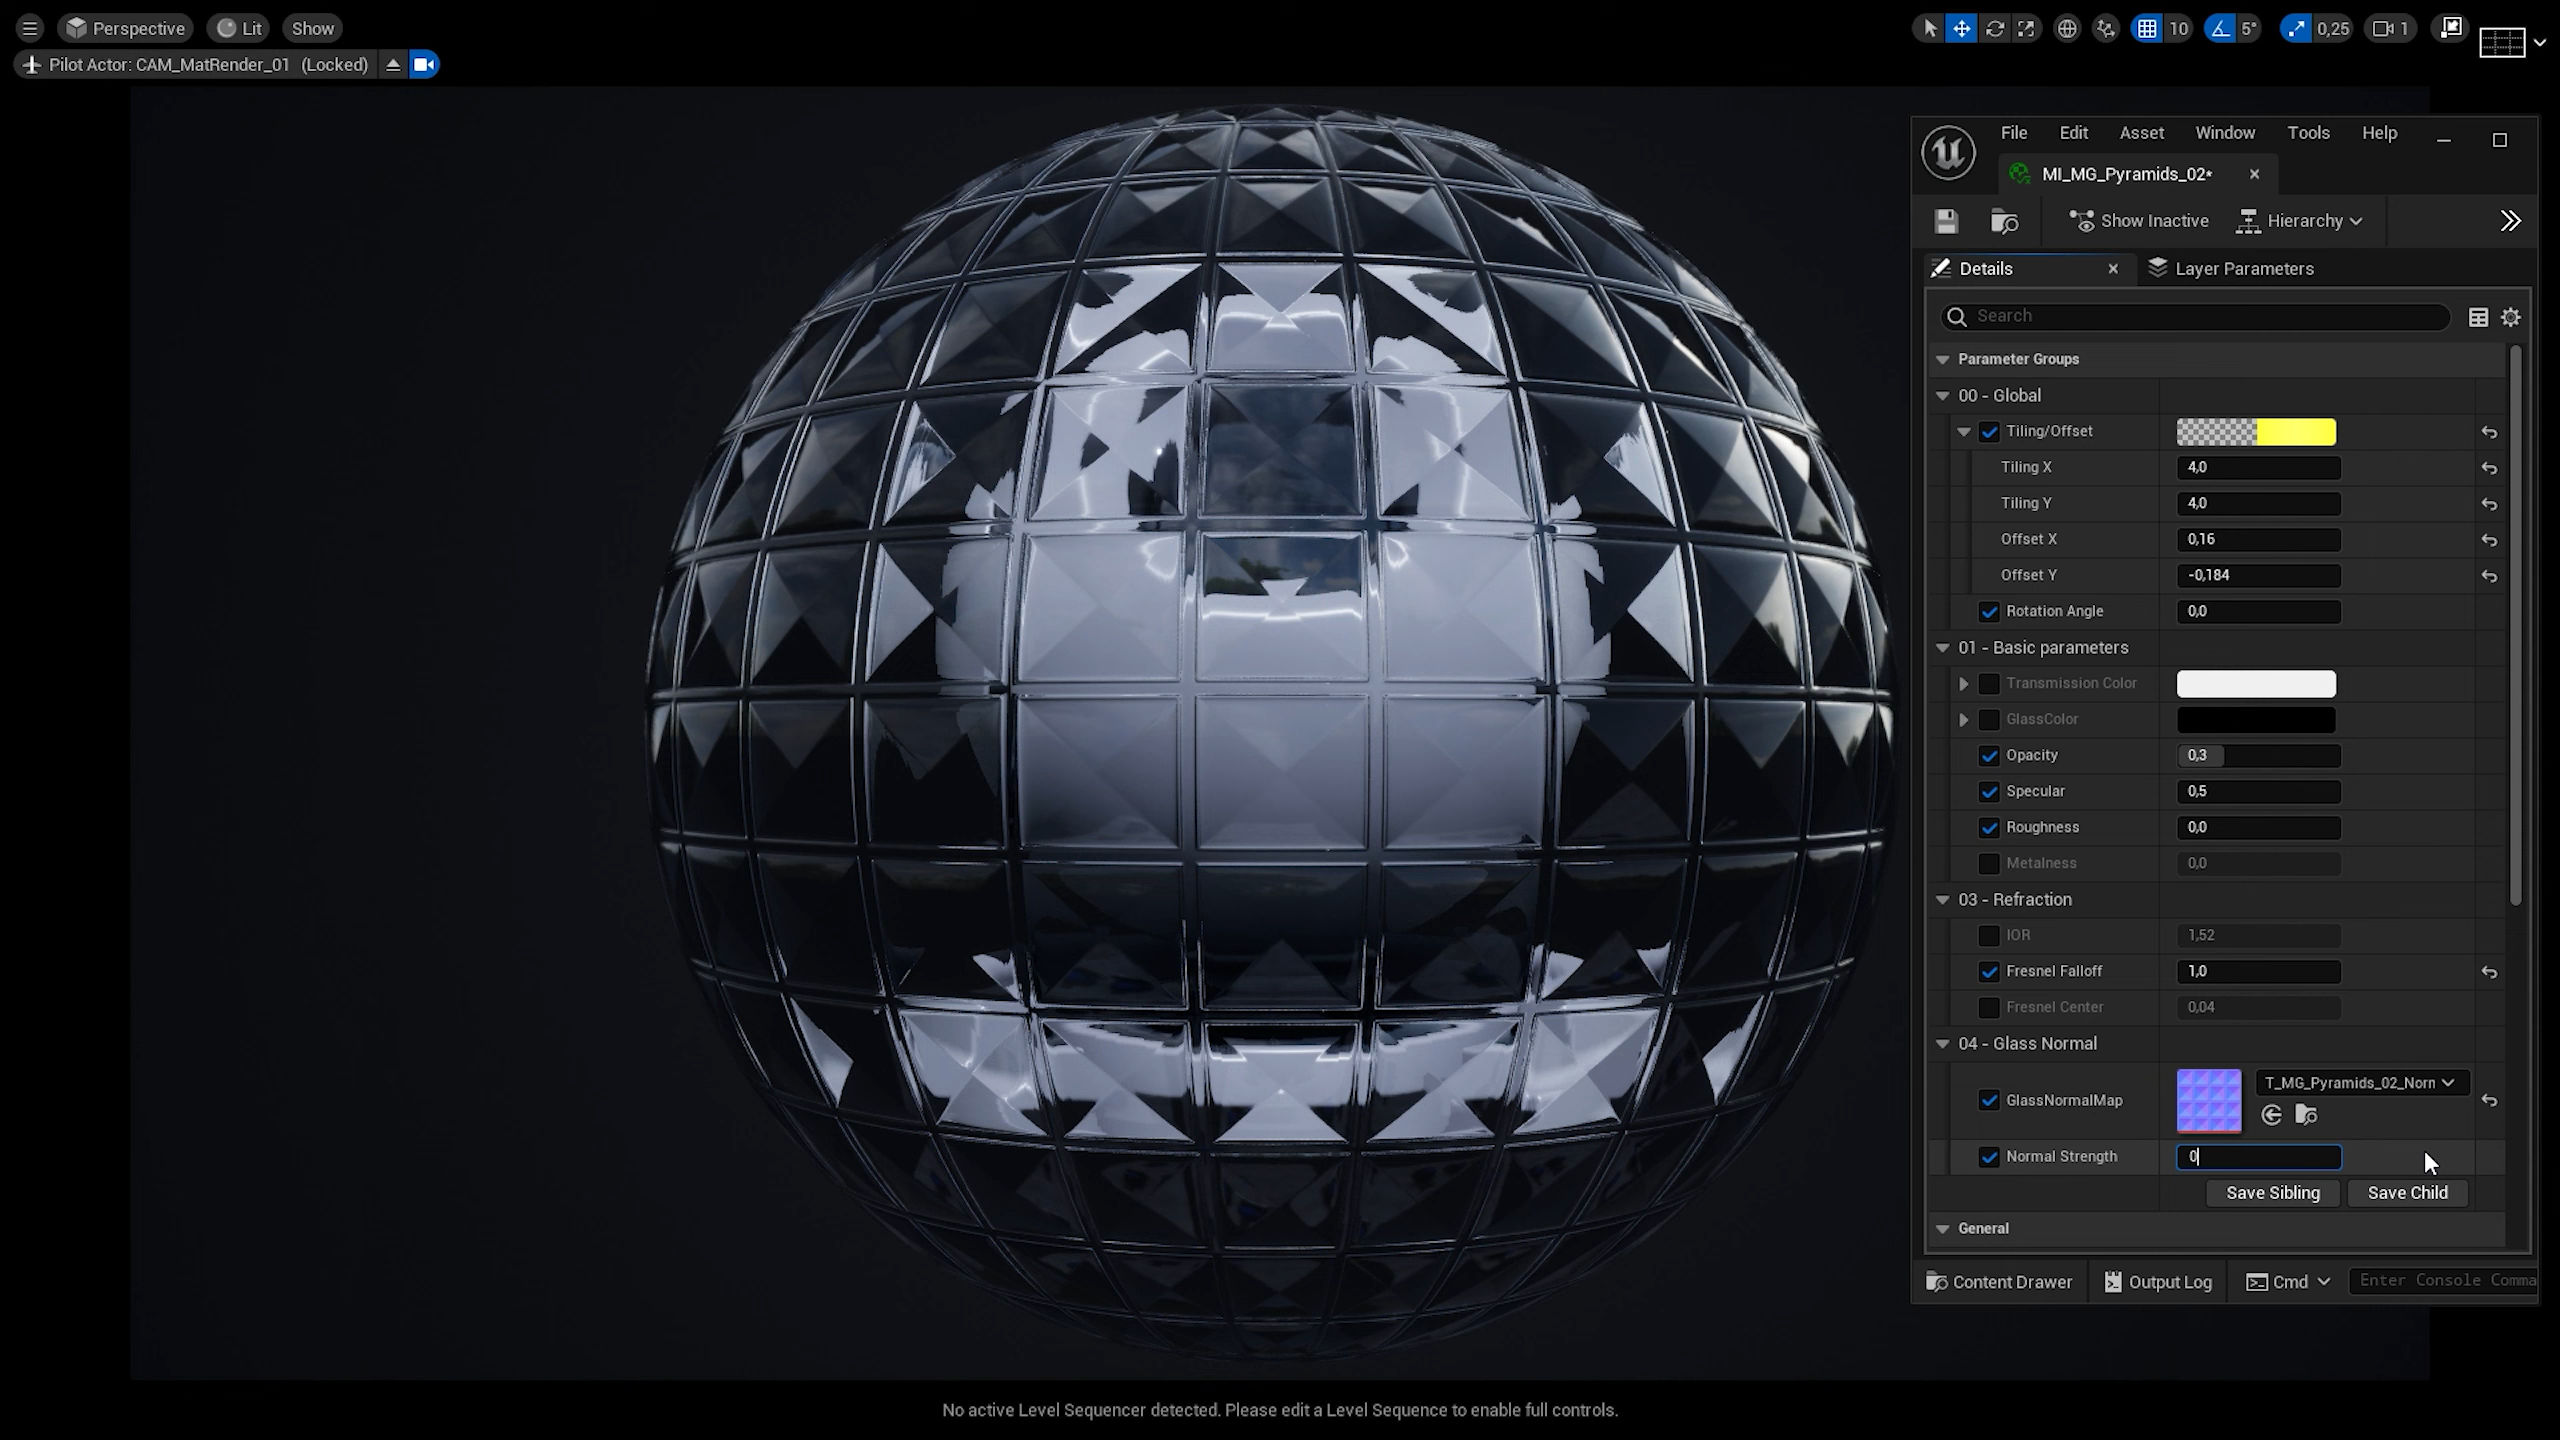 Perspective
Lit
Show
10
5°
0,25
1
Pilot Actor: CAM_MatRender_01 (Locked)
File Edit Asset Window Tools Help
MI_MG_Pyramids_02*
Show Inactive
Hierarchy
Details
Layer Parameters
Search
Parameter Groups
00 - Global
Tiling/Offset
Tiling X 4,0
Tiling Y 4,0
Offset X 0,16
Offset Y -0,184
Rotation Angle 0,0
01 - Basic parameters
Transmission Color
GlassColor
Opacity 0,3
Specular 0,5
Roughness 0,0
Metalness 0,0
03 - Refraction
IOR 1,52
Fresnel Falloff 1,0
Fresnel Center 0,04
04 - Glass Normal
T_MG_Pyramids_02_Norn
GlassNormalMap
Normal Strength 0
Save Sibling
Save Child
General
Content Drawer
Output Log
Cmd
Enter Console Comma
No active Level Sequencer detected. Please edit a Level Sequence to enable full controls.